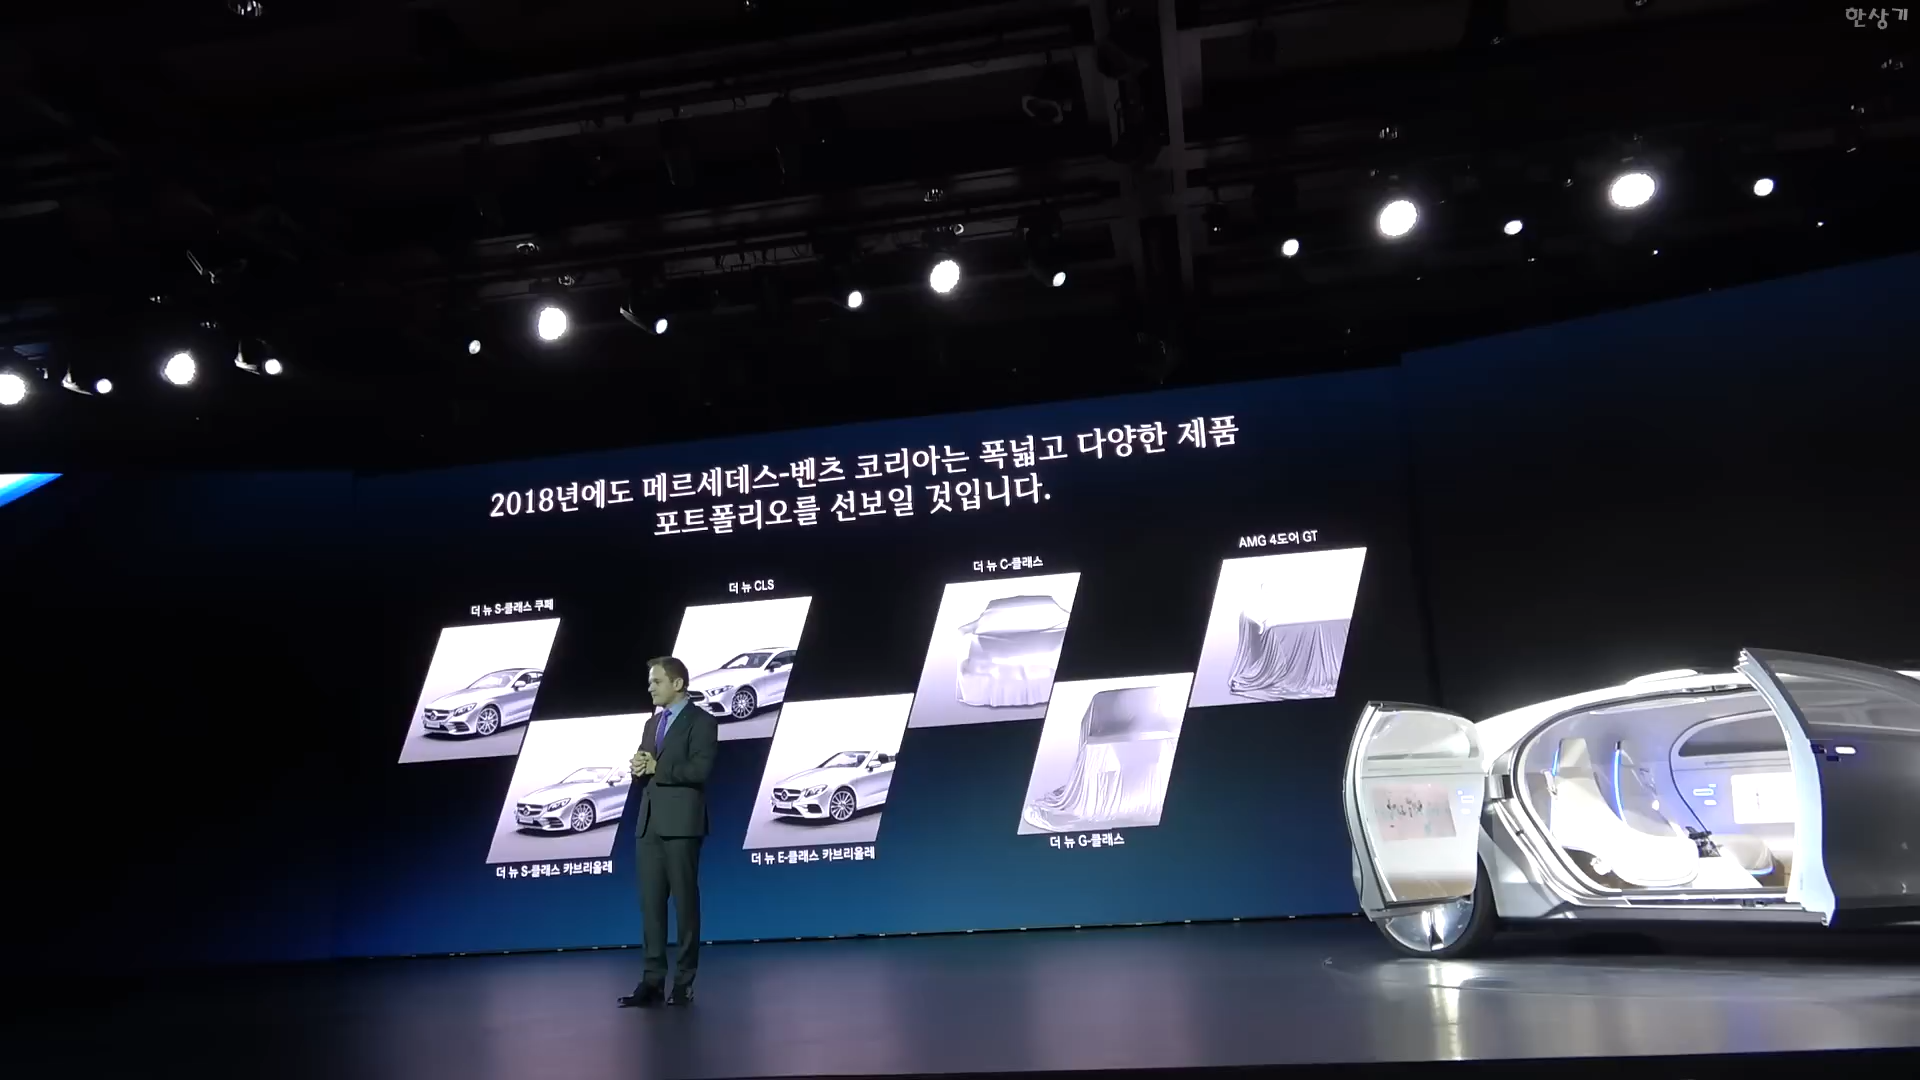 한상기
2018년에도 메르세데스-벤츠 코리아는 폭넓고 다양한 제품
포트폴리오를 선보일 것입니다.
더 뉴 S-클래스 쿠페
더 뉴 CLS
더 뉴 C-클래스
AMG 4도어 GT
더 뉴 S-클래스 카브리올레
더 뉴 E-클래스 카브리올레
더 뉴 G-클래스